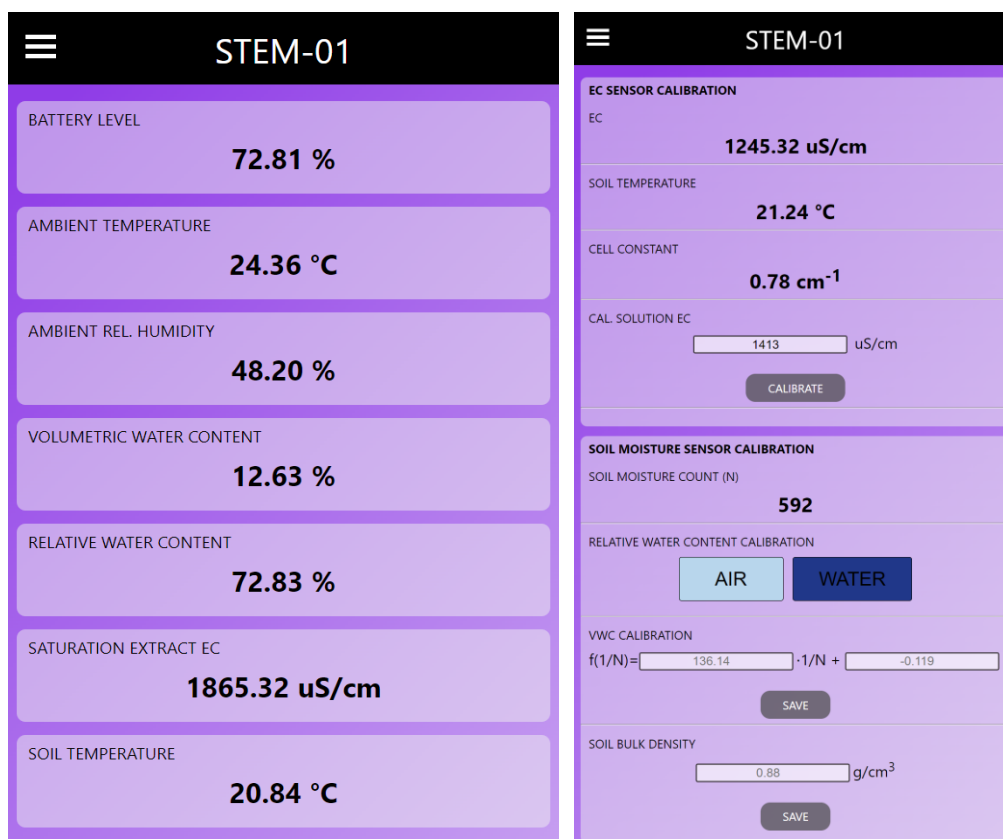 STEM-01
BATTERY LEVEL
72.81 %
AMBIENT TEMPERATURE
24.36 °C
AMBIENT REL. HUMIDITY
48.20 %
VOLUMETRIC WATER CONTENT
12.63 %
RELATIVE WATER CONTENT
72.83 %
SATURATION EXTRACT EC
1865.32 uS/cm
SOIL TEMPERATURE
20.84 °C
STEM-01
EC SENSOR CALIBRATION
EC
1245.32 uS/cm
SOIL TEMPERATURE
21.24 °C
CELL CONSTANT
0.78 cm⁻¹
CAL. SOLUTION EC
1413 uS/cm
CALIBRATE
SOIL MOISTURE SENSOR CALIBRATION
SOIL MOISTURE COUNT (N)
592
RELATIVE WATER CONTENT CALIBRATION
AIR WATER
VWC CALIBRATION
f(1/N)= 136.14 ·1/N + -0.119
SAVE
SOIL BULK DENSITY
0.88 g/cm³
SAVE